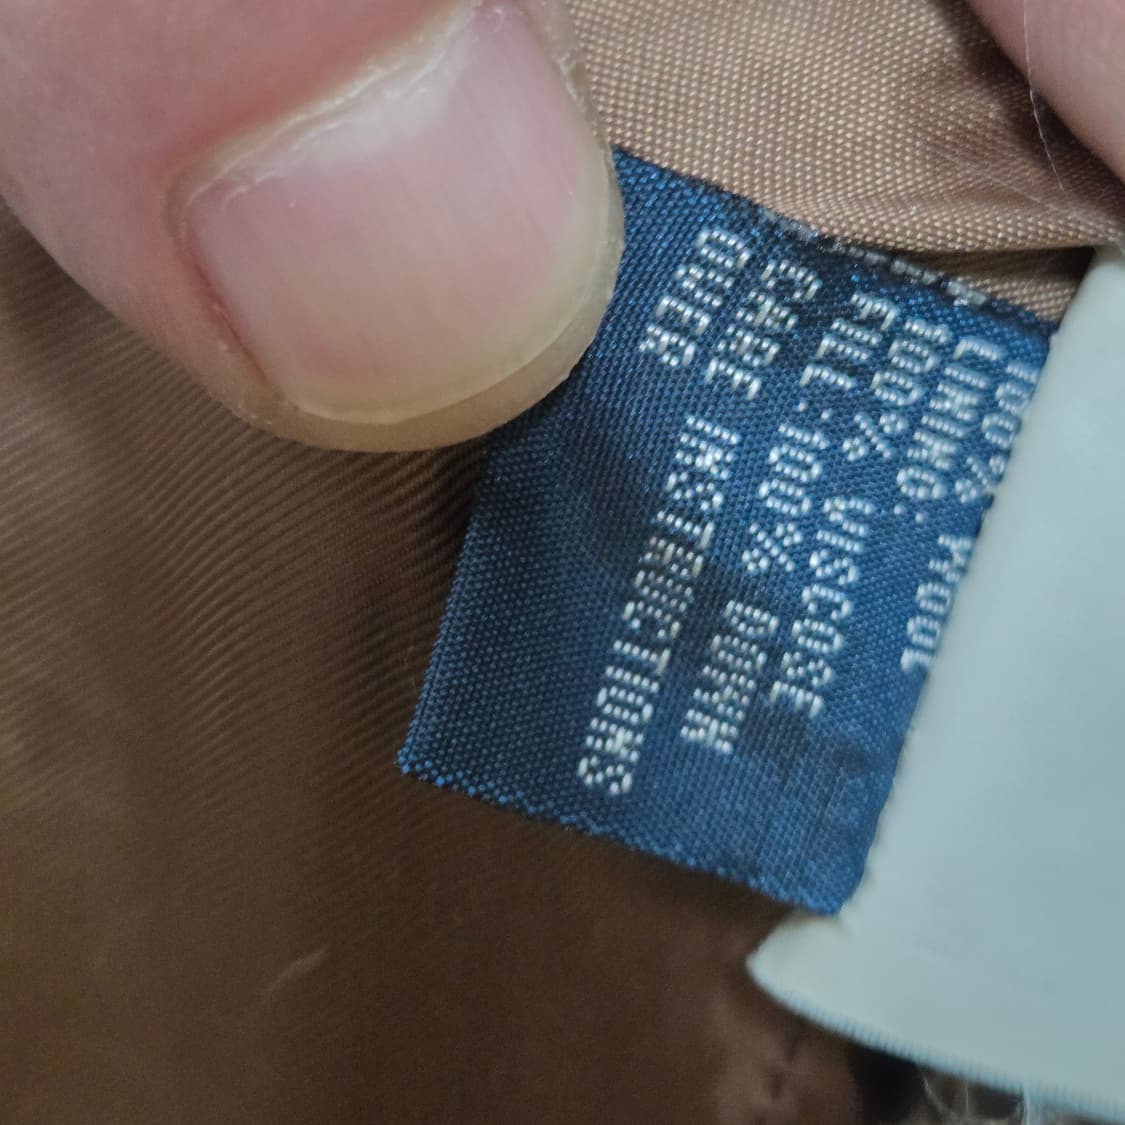 100% WOOL
LINING:
100% VISCOSE
FILL: 100% DOWN
CARE INSTRUCTIONS
OVER